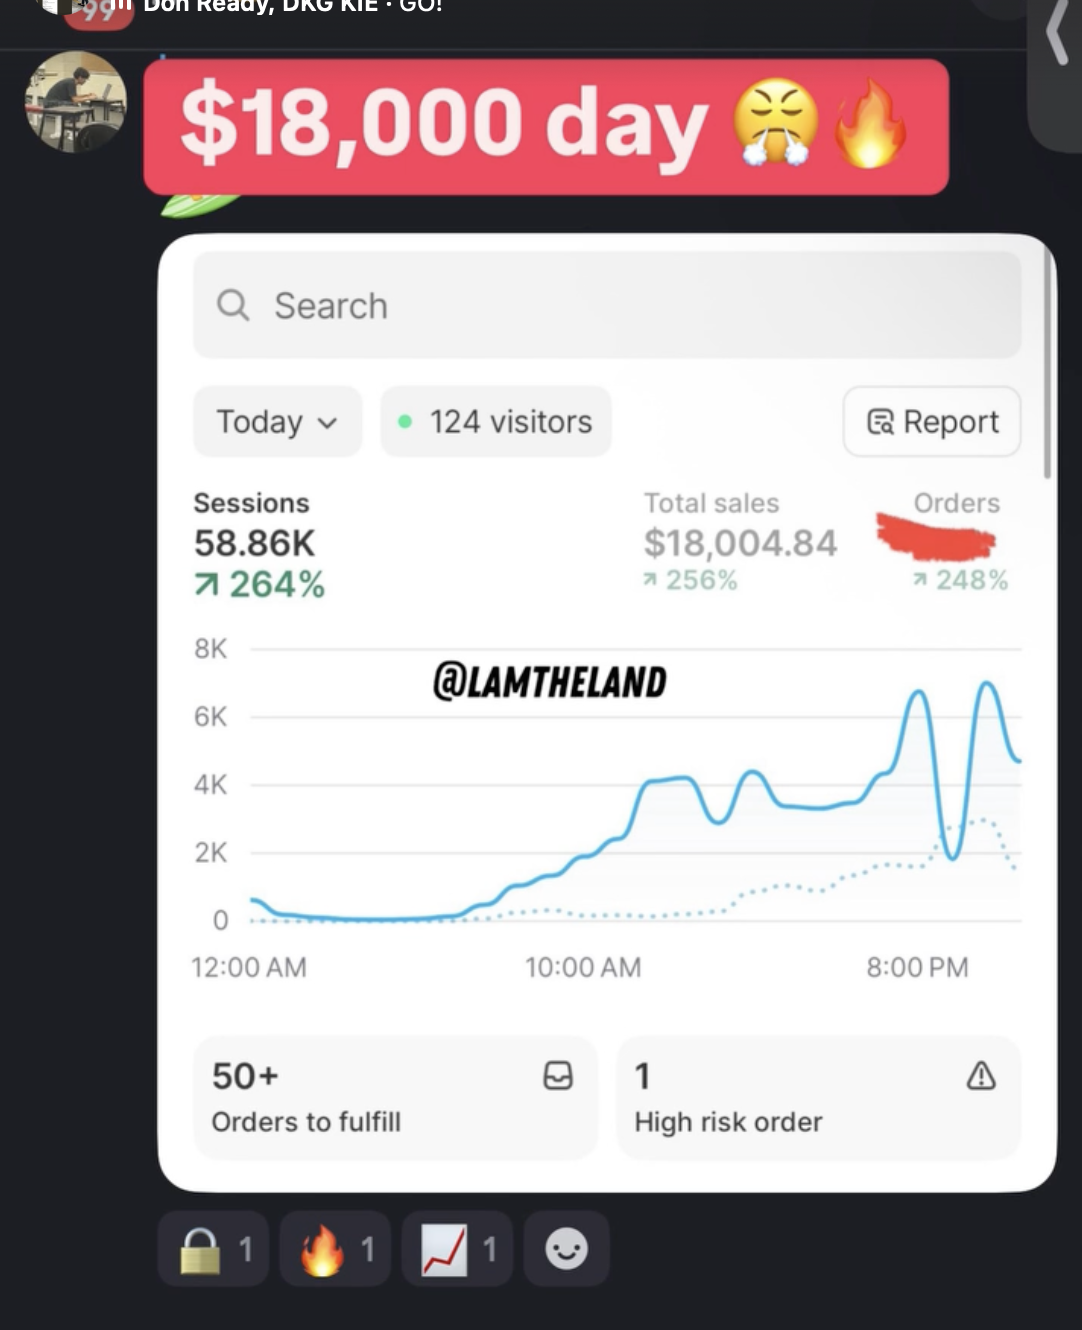 Don Ready, DKG KIE · GO!
99
$18,000 day 😤🔥
Search
Today
124 visitors
Report
Sessions
58.86K
264%
Total sales
$18,004.84
256%
Orders
248%
8K
@LAMTHELAND
6K
4K
2K
0
12:00 AM
10:00 AM
8:00 PM
50+
Orders to fulfill
1
High risk order
🔒 1
🔥 1
📈 1